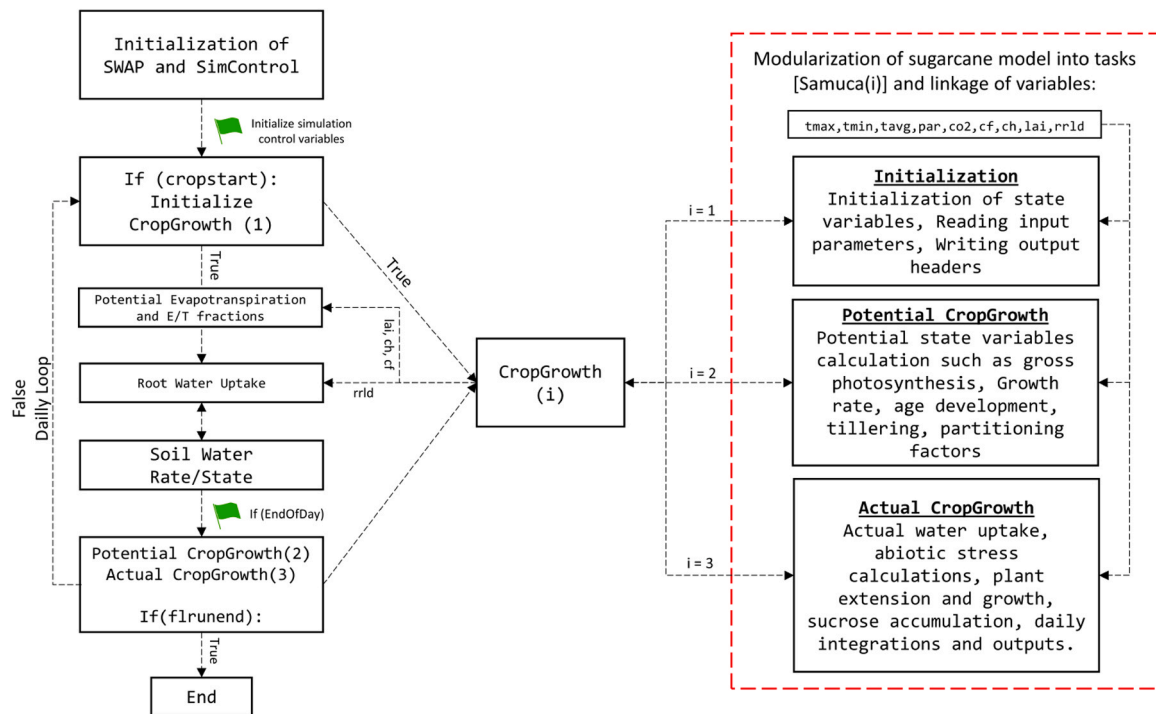 Initialization of
SWAP and SimControl
Initialize simulation
control variables
If (cropstart):
Initialize
CropGrowth (1)
True
True
Potential Evapotranspiration
and E/T fractions
lai, ch, cf
Root Water Uptake
rrld
False
Dailly Loop
Soil Water
Rate/State
If (EndOfDay)
Potential CropGrowth(2)
Actual CropGrowth(3)
If(flrunend):
True
End
CropGrowth
(i)
i = 1
i = 2
i = 3
Modularization of sugarcane model into tasks
[Samuca(i)] and linkage of variables:
tmax,tmin,tavg,par,co2,cf,ch,lai,rrld
Initialization
Initialization of state
variables, Reading input
parameters, Writing output
headers
Potential CropGrowth
Potential state variables
calculation such as gross
photosynthesis, Growth
rate, age development,
tillering, partitioning
factors
Actual CropGrowth
Actual water uptake,
abiotic stress
calculations, plant
extension and growth,
sucrose accumulation, daily
integrations and outputs.